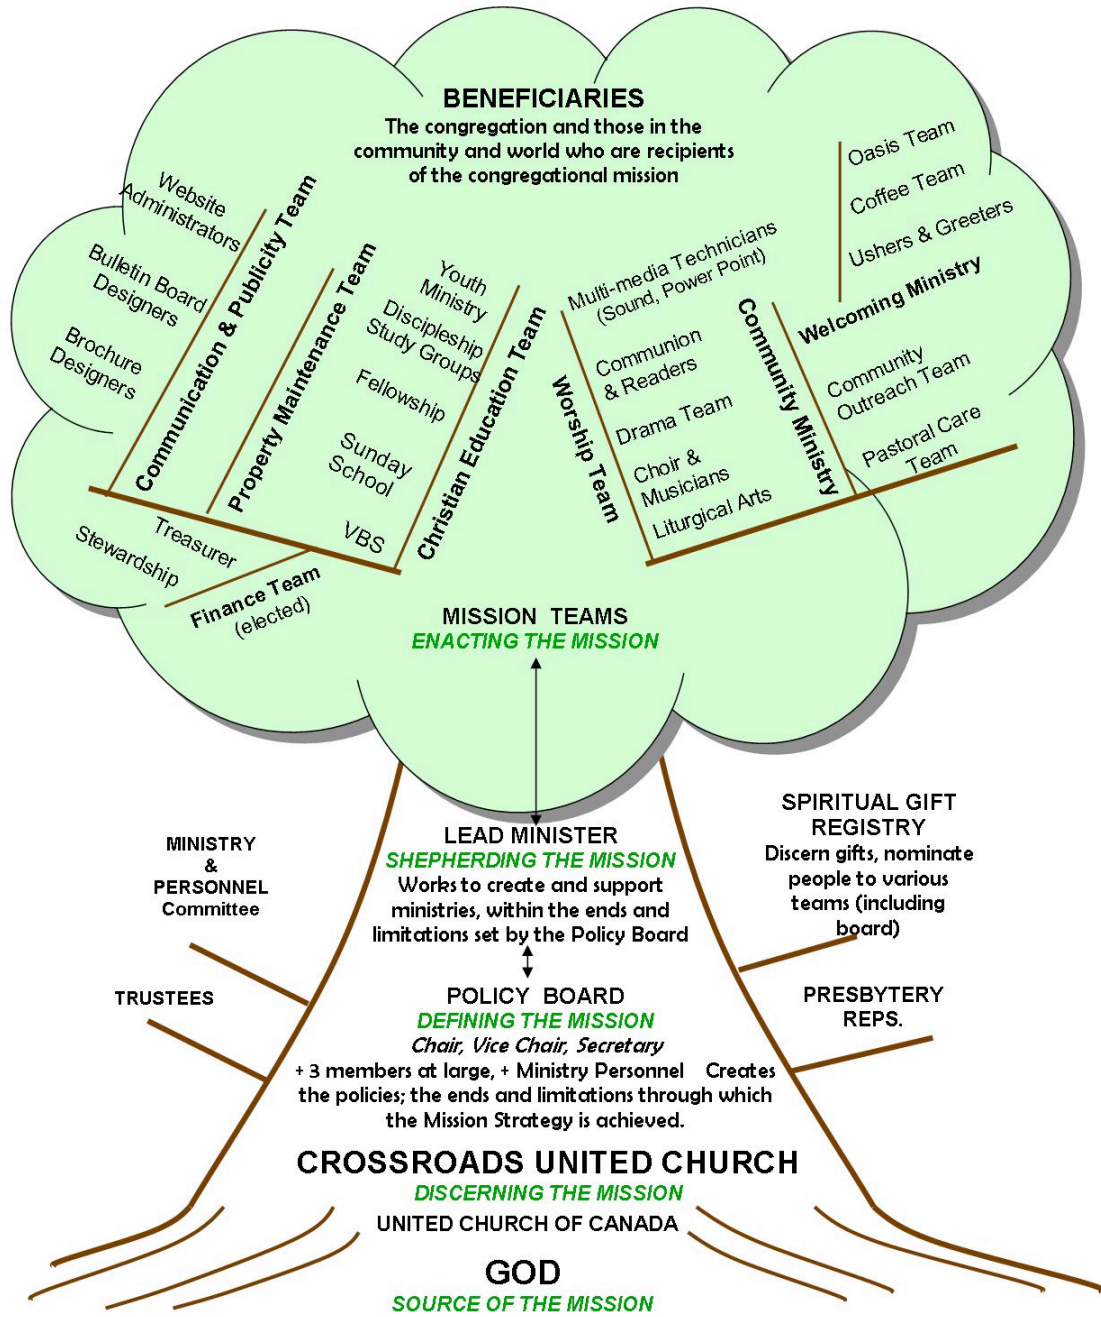 BENEFICIARIES
The congregation and those in the
community and world who are recipients
of the congregational mission
Website
Administrators
Bulletin Board
Designers
Brochure
Designers
Communication & Publicity Team
Property Maintenance Team
Youth
Ministry
Discipleship
Study Groups
Fellowship
Sunday
School
VBS
Christian Education Team
Treasurer
Stewardship
Finance Team
(elected)
Worship Team
Multi-media Technicians
(Sound, Power Point)
Communion
& Readers
Drama Team
Choir &
Musicians
Liturgical Arts
Community Ministry
Oasis Team
Coffee Team
Ushers & Greeters
Welcoming Ministry
Community
Outreach Team
Pastoral Care
Team
MISSION TEAMS
ENACTING THE MISSION
LEAD MINISTER
SHEPHERDING THE MISSION
Works to create and support
ministries, within the ends and
limitations set by the Policy Board
MINISTRY
&
PERSONNEL
Committee
TRUSTEES
SPIRITUAL GIFT
REGISTRY
Discern gifts, nominate
people to various
teams (including
board)
PRESBYTERY
REPS.
POLICY BOARD
DEFINING THE MISSION
Chair, Vice Chair, Secretary
+ 3 members at large, + Ministry Personnel Creates
the policies; the ends and limitations through which
the Mission Strategy is achieved.
CROSSROADS UNITED CHURCH
DISCERNING THE MISSION
UNITED CHURCH OF CANADA
GOD
SOURCE OF THE MISSION